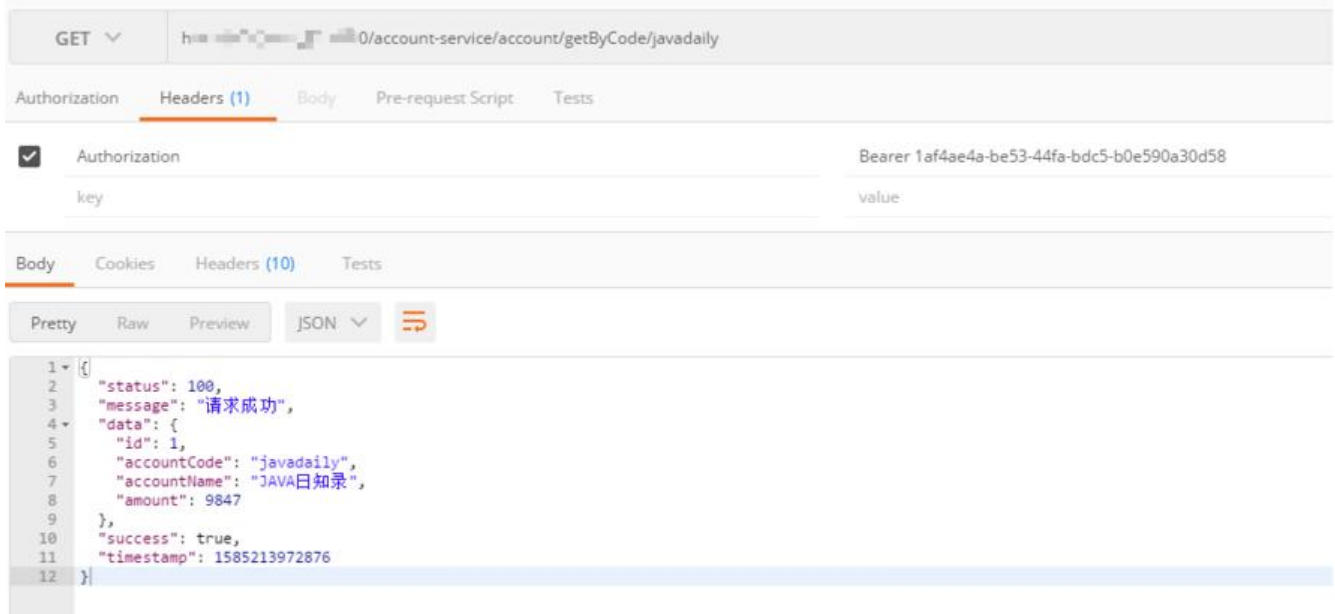 GET 0/account-service/account/getByCode/javadaily
Authorization Headers (1) Body Pre-request Script Tests
Authorization Bearer 1af4ae4a-be53-44fa-bdc5-b0e590a30d58
key value
Body Cookies Headers (10) Tests
Pretty Raw Preview JSON
1 {
2 "status": 100,
3 "message": "请求成功",
4 "data": {
5 "id": 1,
6 "accountCode": "javadaily",
7 "accountName": "JAVA日知录",
8 "amount": 9847
9 },
10 "success": true,
11 "timestamp": 1585213972876
12 }